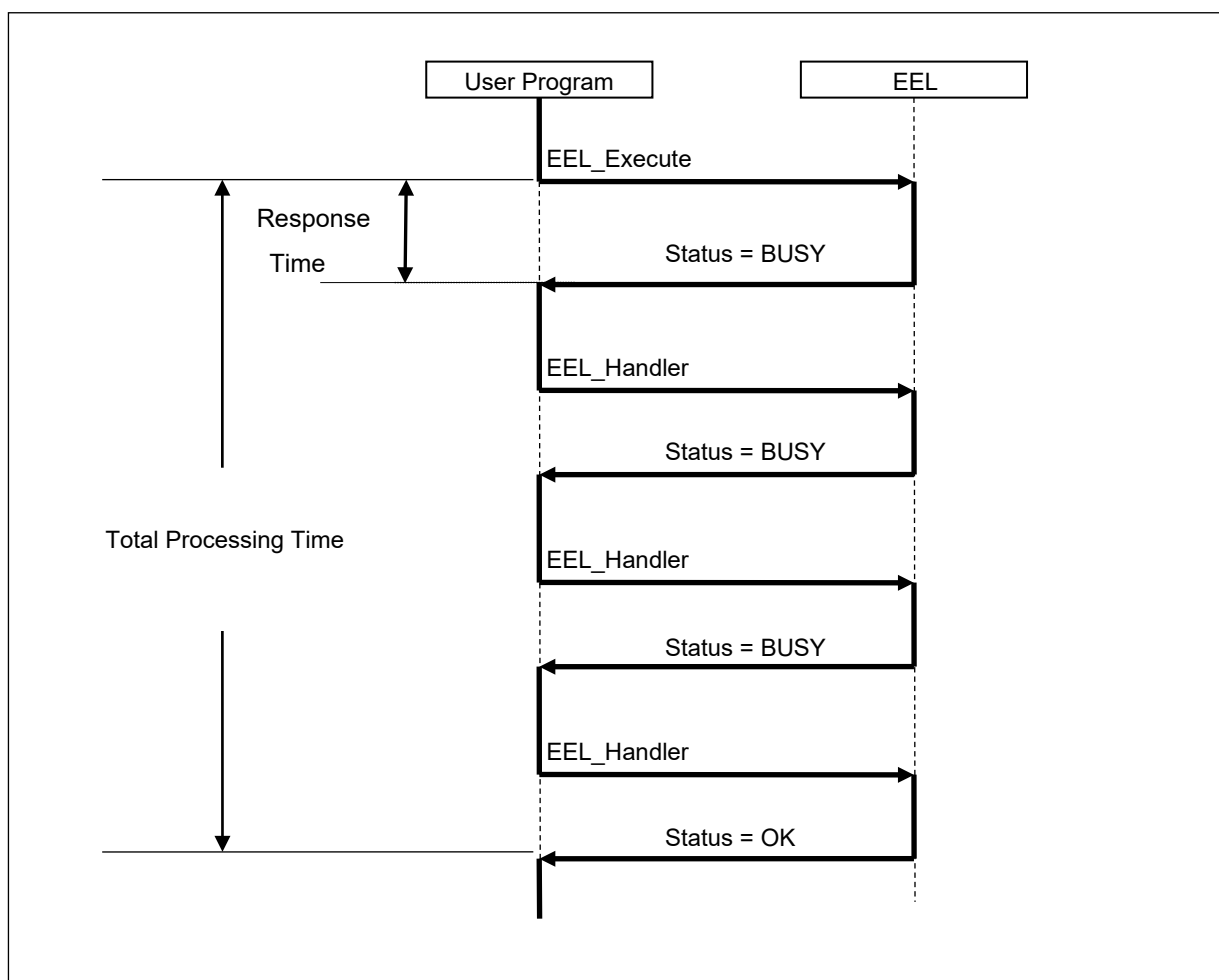 User Program
EEL
EEL_Execute
Response
Time
Status = BUSY
EEL_Handler
Status = BUSY
Total Processing Time
EEL_Handler
Status = BUSY
EEL_Handler
Status = OK